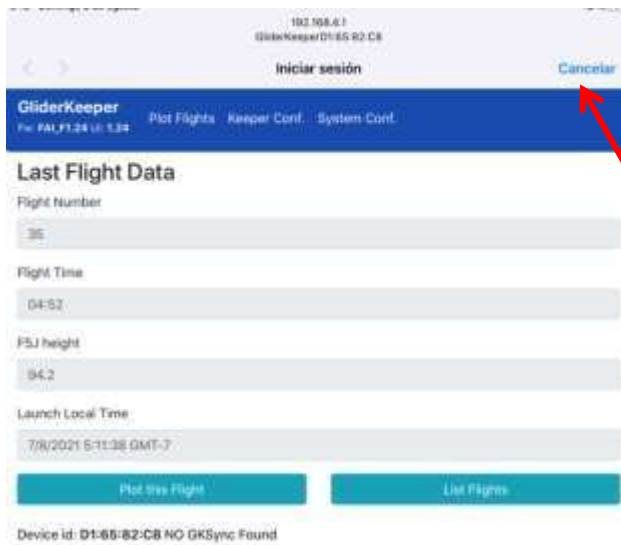 192.168.4.1
GliderKeeperD1:65:82:C8
Iniciar sesión
Cancelar
GliderKeeper
Fw: FAI_F1.24 UI: 1.24
Plot Flights Keeper Conf. System Conf.
Last Flight Data
Flight Number
35
Flight Time
04:52
F5J height
94.2
Launch Local Time
7/8/2021 5:11:38 GMT-7
Plot this Flight
List Flights
Device id: D1:65:82:C8 NO GKSync Found